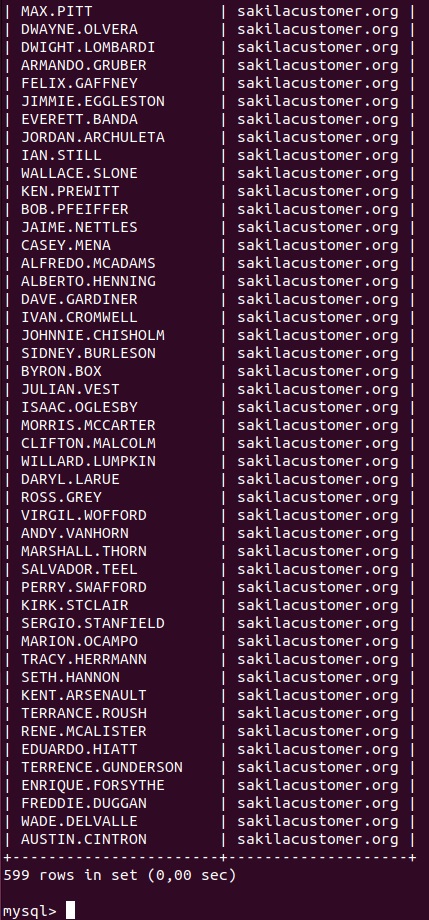 | MAX.PITT | sakilacustomer.org |
| DWAYNE.OLVERA | sakilacustomer.org |
| DWIGHT.LOMBARDI | sakilacustomer.org |
| ARMANDO.GRUBER | sakilacustomer.org |
| FELIX.GAFFNEY | sakilacustomer.org |
| JIMMIE.EGGLESTON | sakilacustomer.org |
| EVERETT.BANDA | sakilacustomer.org |
| JORDAN.ARCHULETA | sakilacustomer.org |
| IAN.STILL | sakilacustomer.org |
| WALLACE.SLONE | sakilacustomer.org |
| KEN.PREWITT | sakilacustomer.org |
| BOB.PFEIFFER | sakilacustomer.org |
| JAIME.NETTLES | sakilacustomer.org |
| CASEY.MENA | sakilacustomer.org |
| ALFREDO.MCADAMS | sakilacustomer.org |
| ALBERTO.HENNING | sakilacustomer.org |
| DAVE.GARDINER | sakilacustomer.org |
| IVAN.CROMWELL | sakilacustomer.org |
| JOHNNIE.CHISHOLM | sakilacustomer.org |
| SIDNEY.BURLESON | sakilacustomer.org |
| BYRON.BOX | sakilacustomer.org |
| JULIAN.VEST | sakilacustomer.org |
| ISAAC.OGLESBY | sakilacustomer.org |
| MORRIS.MCCARTER | sakilacustomer.org |
| CLIFTON.MALCOLM | sakilacustomer.org |
| WILLARD.LUMPKIN | sakilacustomer.org |
| DARYL.LARUE | sakilacustomer.org |
| ROSS.GREY | sakilacustomer.org |
| VIRGIL.WOFFORD | sakilacustomer.org |
| ANDY.VANHORN | sakilacustomer.org |
| MARSHALL.THORN | sakilacustomer.org |
| SALVADOR.TEEL | sakilacustomer.org |
| PERRY.SWAFFORD | sakilacustomer.org |
| KIRK.STCLAIR | sakilacustomer.org |
| SERGIO.STANFIELD | sakilacustomer.org |
| MARION.OCAMPO | sakilacustomer.org |
| TRACY.HERRMANN | sakilacustomer.org |
| SETH.HANNON | sakilacustomer.org |
| KENT.ARSENAULT | sakilacustomer.org |
| TERRANCE.ROUSH | sakilacustomer.org |
| RENE.MCALISTER | sakilacustomer.org |
| EDUARDO.HIATT | sakilacustomer.org |
| TERRENCE.GUNDERSON | sakilacustomer.org |
| ENRIQUE.FORSYTHE | sakilacustomer.org |
| FREDDIE.DUGGAN | sakilacustomer.org |
| WADE.DELVALLE | sakilacustomer.org |
| AUSTIN.CINTRON | sakilacustomer.org |
+-----------------------+--------------------+
599 rows in set (0,00 sec)
mysql>